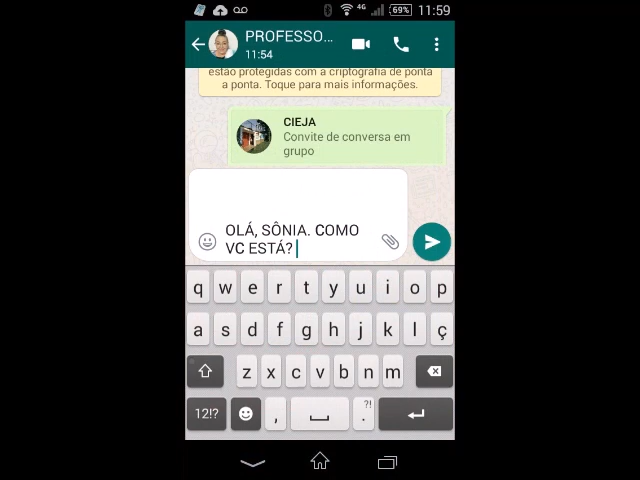 4G 69% 11:59
PROFESSO...
11:54
estão protegidas com a criptografia de ponta
a ponta. Toque para mais informações.
CIEJA
Convite de conversa em
grupo
OLÁ, SÔNIA. COMO
VC ESTÁ?
q w e r t y u i o p
a s d f g h j k l ç
z x c v b n m
12!? , . ?!